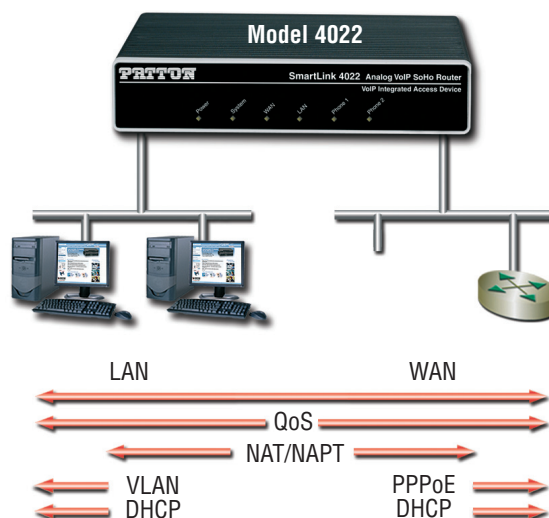 Model 4022
PATTON
SmartLink 4022 Analog VoIP SoHo Router
VoIP Integrated Access Device
Power System WAN LAN Phone 1 Phone 2
LAN WAN
QoS
NAT/NAPT
VLAN PPPoE
DHCP DHCP